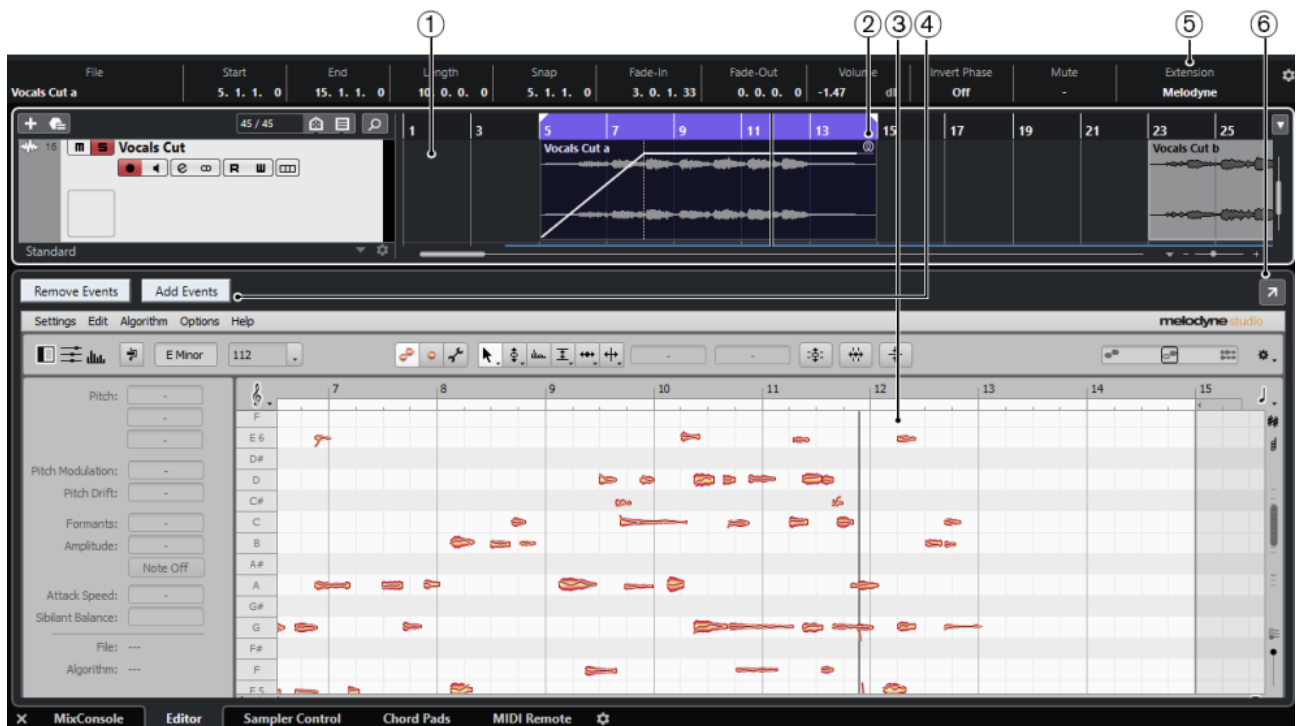 ① ② ③ ④ ⑤ ⑥
File Start End Length Snap Fade-In Fade-Out Volume Invert Phase Mute Extension
Vocals Cut a 5. 1. 1. 0 15. 1. 1. 0 10. 0. 0. 0 5. 1. 1. 0 3. 0. 1. 33 0. 0. 0. 0 -1.47 dB Off - Melodyne
45 / 45 1 3 5 7 9 11 13 15 17 19 21 23 25
16 m S Vocals Cut Vocals Cut a Vocals Cut b
e R W
Standard
Remove Events Add Events
Settings Edit Algorithm Options Help melodyne studio
E Minor 112 - -
Pitch: - 7 8 9 10 11 12 13 14 15
- F
- E 6
D#
Pitch Modulation: - D
Pitch Drift: - C#
Formants: - C
Amplitude: - B
Note Off A#
Attack Speed: - A
G#
Sibilant Balance: G
File: --- F#
Algorithm: --- F
E 5
X MixConsole Editor Sampler Control Chord Pads MIDI Remote